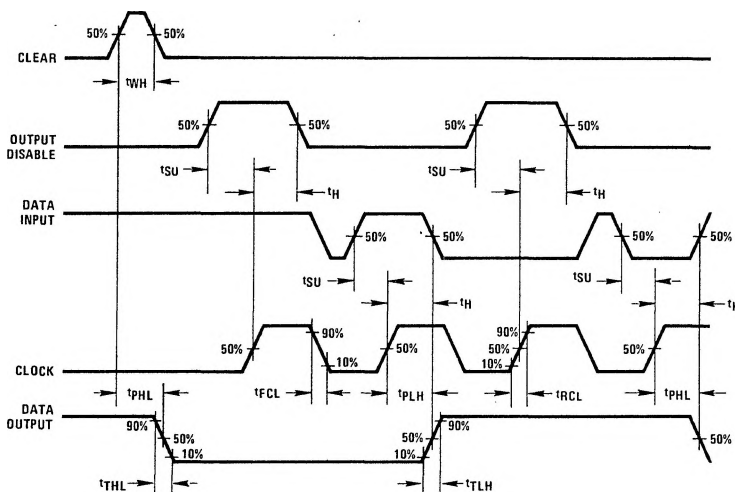 50% 50%
CLEAR
tWH
50% 50% 50% 50%
OUTPUT
DISABLE
tSU tSU
tH tH
DATA
INPUT
50% 50% 50% 50%
tSU tSU
tH tH
90% 90%
50% 50% 50% 50%
10% 10%
CLOCK
tPHL tFCL tPLH tRCL tPHL
DATA
OUTPUT
90% 90%
50% 50% 50%
10% 10%
tTHL tTLH